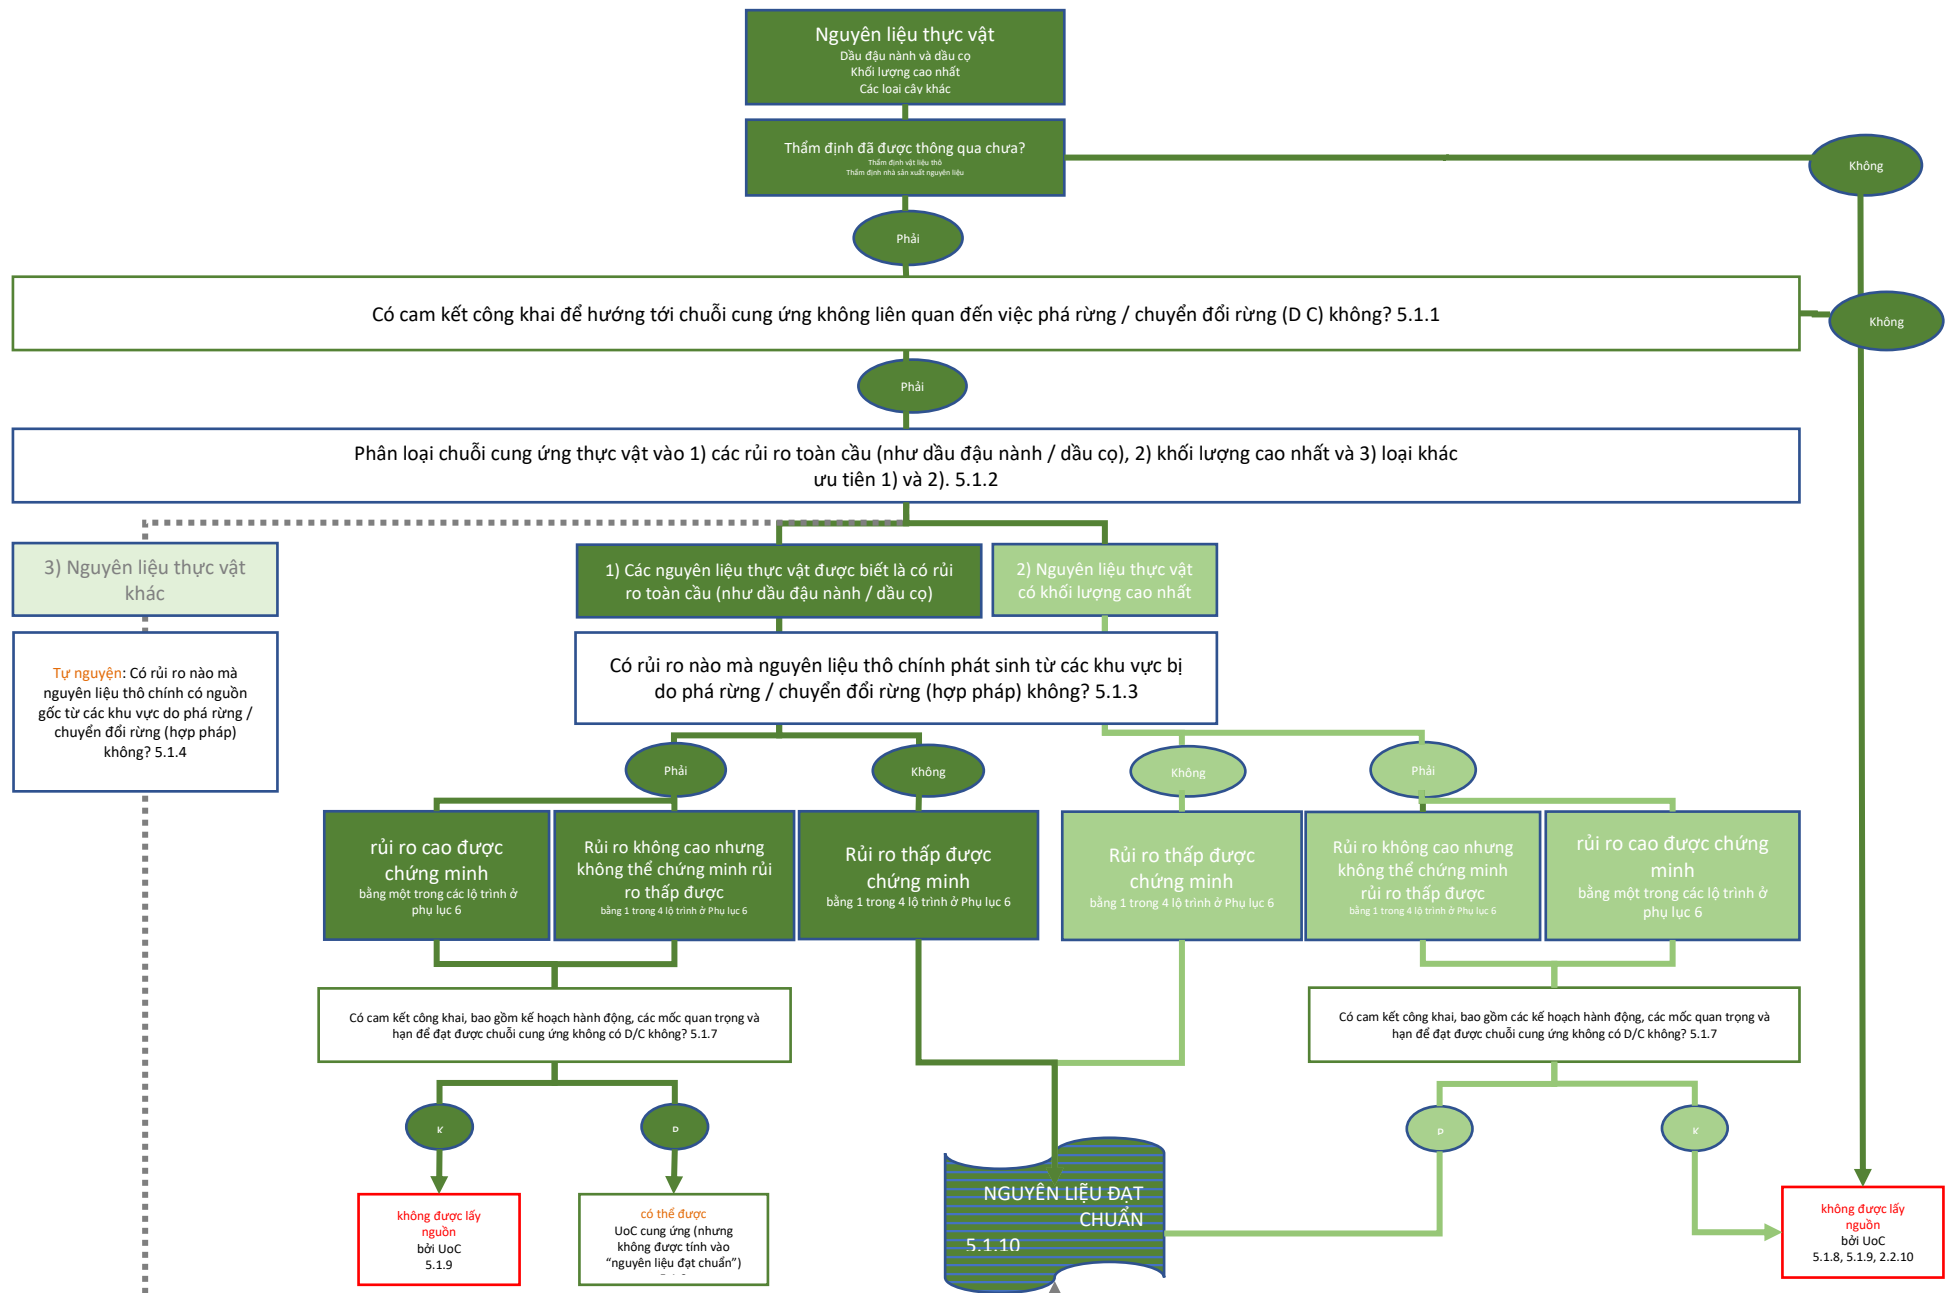 Nguyên liệu thực vật
Dầu đậu nành và dầu cọ
Khối lượng cao nhất
Các loại cây khác
Thẩm định đã được thông qua chưa?
Thẩm định vật liệu thô
Thẩm định nhà sản xuất nguyên liệu
Không
Phải
Có cam kết công khai để hướng tới chuỗi cung ứng không liên quan đến việc phá rừng / chuyển đổi rừng (D C) không? 5.1.1
Không
Phải
Phân loại chuỗi cung ứng thực vật vào 1) các rủi ro toàn cầu (như dầu đậu nành / dầu cọ), 2) khối lượng cao nhất và 3) loại khác
ưu tiên 1) và 2). 5.1.2
3) Nguyên liệu thực vật
khác
1) Các nguyên liệu thực vật được biết là có rủi
ro toàn cầu (như dầu đậu nành / dầu cọ)
2) Nguyên liệu thực vật
có khối lượng cao nhất
Tự nguyện: Có rủi ro nào mà
nguyên liệu thô chính có nguồn
gốc từ các khu vực do phá rừng /
chuyển đổi rừng (hợp pháp)
không? 5.1.4
Có rủi ro nào mà nguyên liệu thô chính phát sinh từ các khu vực bị
do phá rừng / chuyển đổi rừng (hợp pháp) không? 5.1.3
Phải
Không
Không
Phải
rủi ro cao được
chứng minh
bằng một trong các lộ trình ở
phụ lục 6
Rủi ro không cao nhưng
không thể chứng minh rủi
ro thấp được
bằng 1 trong 4 lộ trình ở Phụ lục 6
Rủi ro thấp được
chứng minh
bằng 1 trong 4 lộ trình ở Phụ lục 6
Rủi ro thấp được
chứng minh
bằng 1 trong 4 lộ trình ở Phụ lục 6
Rủi ro không cao nhưng
không thể chứng minh
rủi ro thấp được
bằng 1 trong 4 lộ trình ở Phụ lục 6
rủi ro cao được chứng
minh
bằng một trong các lộ trình ở
phụ lục 6
Có cam kết công khai, bao gồm kế hoạch hành động, các mốc quan trọng và
hạn để đạt được chuỗi cung ứng không có D/C không? 5.1.7
Có cam kết công khai, bao gồm các kế hoạch hành động, các mốc quan trọng và
hạn để đạt được chuỗi cung ứng không có D/C không? 5.1.7
K
P
P
K
không được lấy
nguồn
bởi UoC
5.1.9
có thể được
UoC cung ứng (nhưng
không được tính vào
“nguyên liệu đạt chuẩn”)
NGUYÊN LIỆU ĐẠT
CHUẨN
5.1.10
không được lấy
nguồn
bởi UoC
5.1.8, 5.1.9, 2.2.10